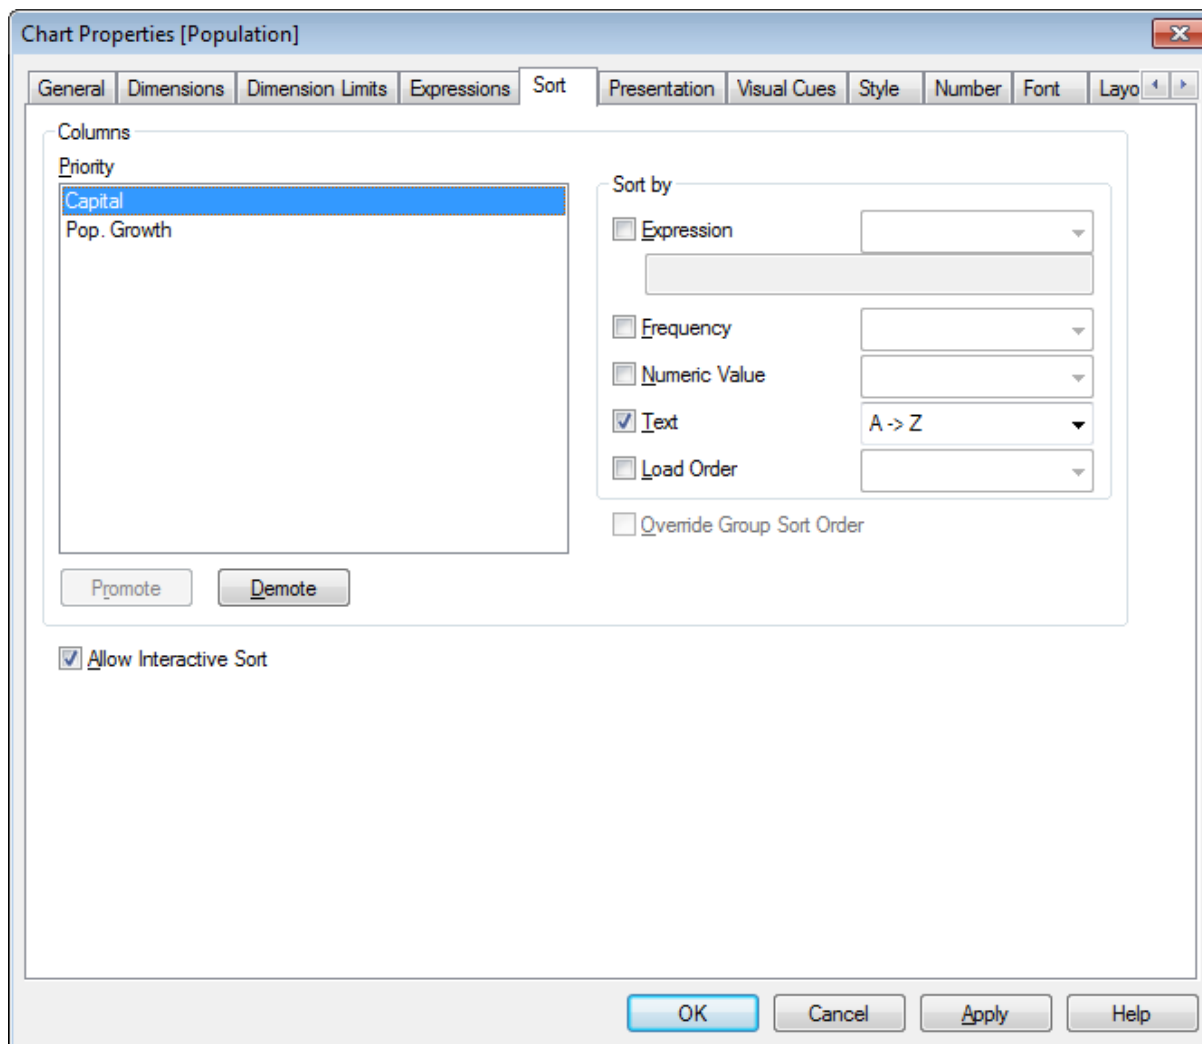 Chart Properties [Population]
General Dimensions Dimension Limits Expressions Sort Presentation Visual Cues Style Number Font Layo
Columns
Priority
Capital
Pop. Growth
Sort by
Expression
Frequency
Numeric Value
Text A -> Z
Load Order
Override Group Sort Order
Promote Demote
Allow Interactive Sort
OK Cancel Apply Help